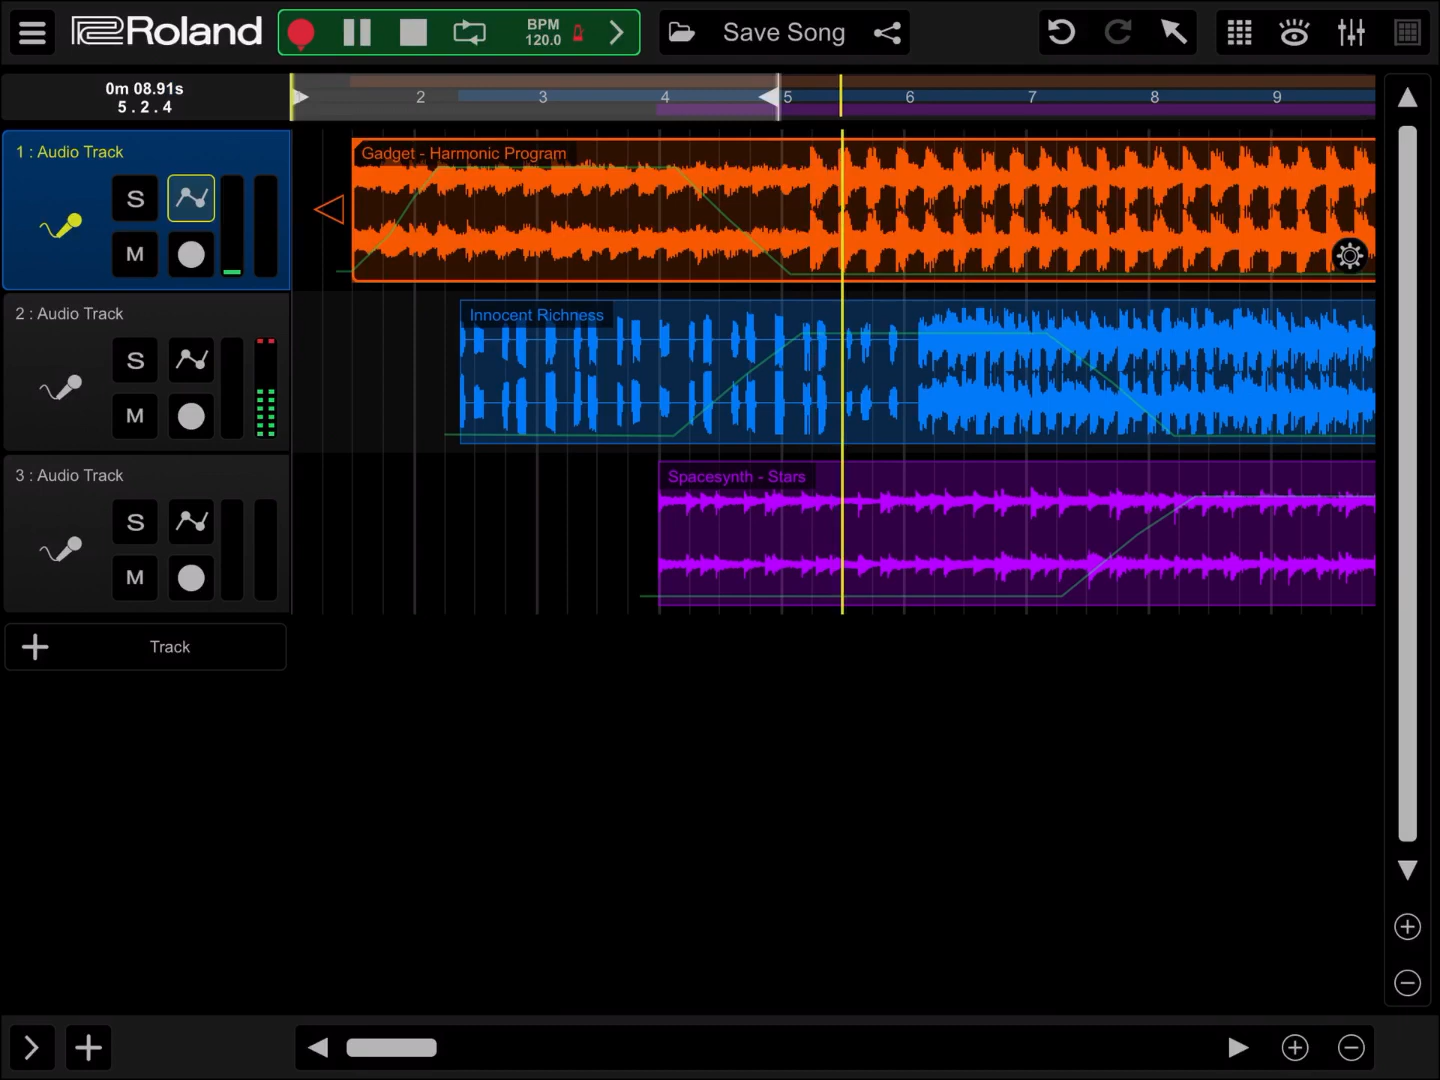 Roland
BPM
120.0
Save Song
0m 08.91s
5 . 2 . 4
2 3 4 5 6 7 8 9
1 : Audio Track
S
M
Gadget - Harmonic Program
2 : Audio Track
S
M
Innocent Richness
3 : Audio Track
S
M
Spacesynth - Stars
Track